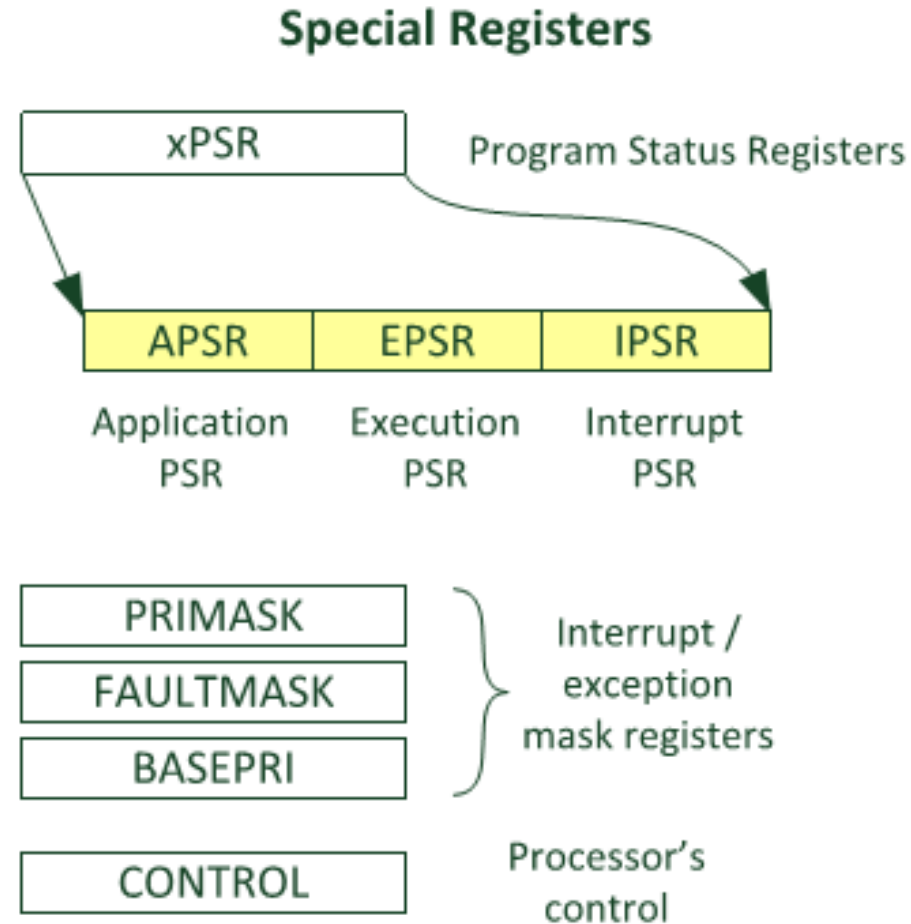 Special Registers
xPSR
Program Status Registers
APSR
EPSR
IPSR
Application
PSR
Execution
PSR
Interrupt
PSR
PRIMASK
FAULTMASK
BASEPRI
Interrupt /
exception
mask registers
CONTROL
Processor’s
control